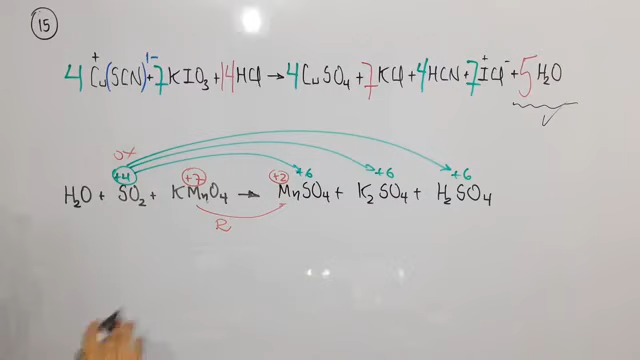 15
4 Cu⁺(SCN)¹⁻ + 7 KIO₃ + 14 HCl → 4 CuSO₄ + 7 KCl + 4 HCN + 7 I⁺Cl⁻ + 5 H₂O
ox
+4 +7 +2 +6 +6 +6
H₂O + SO₂ + KMnO₄ → MnSO₄ + K₂SO₄ + H₂SO₄
R